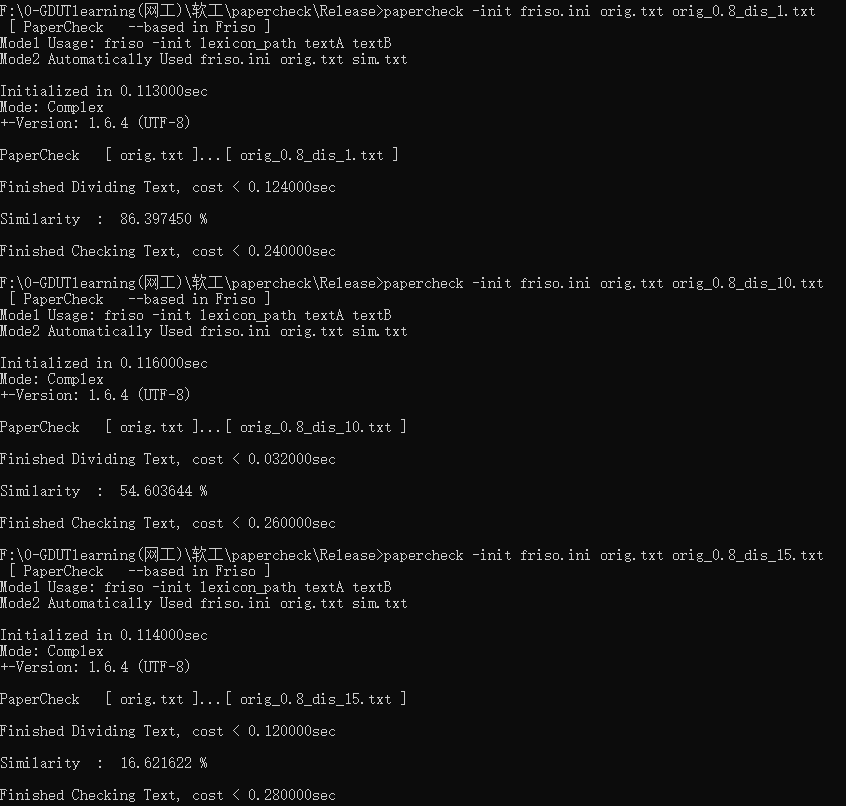 F:\0-GDUTlearning(网工)\软工\papercheck\Release>papercheck -init friso.ini orig.txt orig_0.8_dis_1.txt
[ PaperCheck   --based in Friso ]
Mode1 Usage: friso -init lexicon_path textA textB
Mode2 Automatically Used friso.ini orig.txt sim.txt
Initialized in 0.113000sec
Mode: Complex
+-Version: 1.6.4 (UTF-8)
PaperCheck   [ orig.txt ]...[ orig_0.8_dis_1.txt ]
Finished Dividing Text, cost < 0.124000sec
Similarity  :  86.397450 %
Finished Checking Text, cost < 0.240000sec
F:\0-GDUTlearning(网工)\软工\papercheck\Release>papercheck -init friso.ini orig.txt orig_0.8_dis_10.txt
[ PaperCheck   --based in Friso ]
Mode1 Usage: friso -init lexicon_path textA textB
Mode2 Automatically Used friso.ini orig.txt sim.txt
Initialized in 0.116000sec
Mode: Complex
+-Version: 1.6.4 (UTF-8)
PaperCheck   [ orig.txt ]...[ orig_0.8_dis_10.txt ]
Finished Dividing Text, cost < 0.032000sec
Similarity  :  54.603644 %
Finished Checking Text, cost < 0.260000sec
F:\0-GDUTlearning(网工)\软工\papercheck\Release>papercheck -init friso.ini orig.txt orig_0.8_dis_15.txt
[ PaperCheck   --based in Friso ]
Mode1 Usage: friso -init lexicon_path textA textB
Mode2 Automatically Used friso.ini orig.txt sim.txt
Initialized in 0.114000sec
Mode: Complex
+-Version: 1.6.4 (UTF-8)
PaperCheck   [ orig.txt ]...[ orig_0.8_dis_15.txt ]
Finished Dividing Text, cost < 0.120000sec
Similarity  :  16.621622 %
Finished Checking Text, cost < 0.280000sec